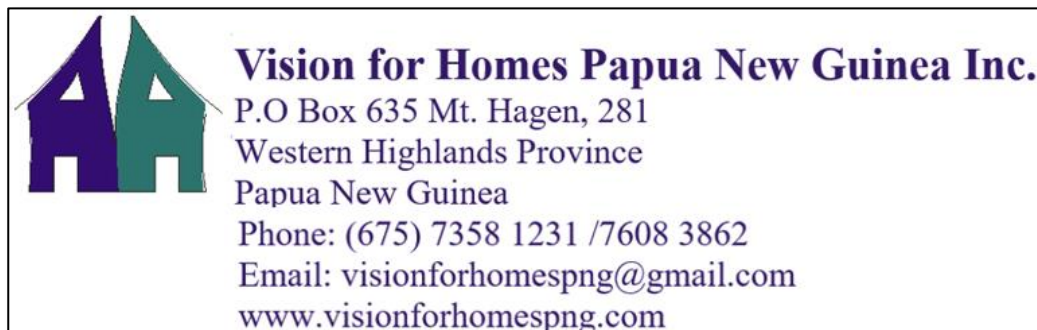 Vision for Homes Papua New Guinea Inc.
P.O Box 635 Mt. Hagen, 281
Western Highlands Province
Papua New Guinea
Phone: (675) 7358 1231 /7608 3862
Email: visionforhomespng@gmail.com
www.visionforhomespng.com